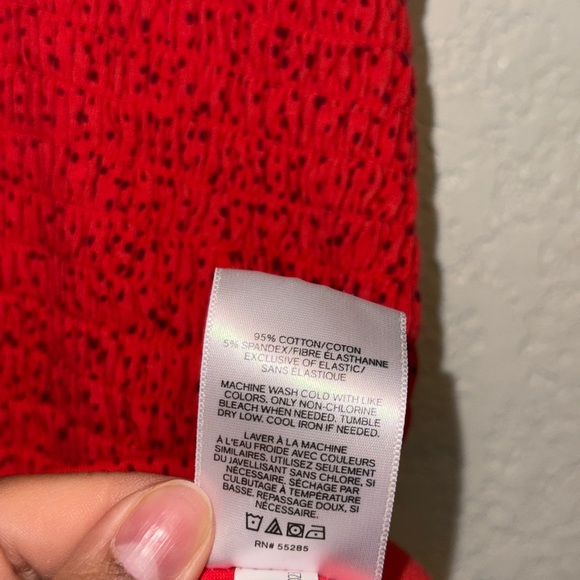 95% COTTON/COTON
5% SPANDEX/FIBRE ÉLASTHANNE
EXCLUSIVE OF ELASTIC/
SANS ÉLASTIQUE
MACHINE WASH COLD WITH LIKE
COLORS. ONLY NON-CHLORINE
BLEACH WHEN NEEDED. TUMBLE
DRY LOW. COOL IRON IF NEEDED.
LAVER À LA MACHINE
À L'EAU FROIDE AVEC COULEURS
SIMILAIRES. UTILISEZ SEULEMENT
DU JAVELLISANT SANS CHLORE, SI
NÉCESSAIRE. SÉCHAGE PAR
CULBUTAGE À TEMPÉRATURE
BASSE. REPASSAGE DOUX, SI
NÉCESSAIRE.
RN# 55285